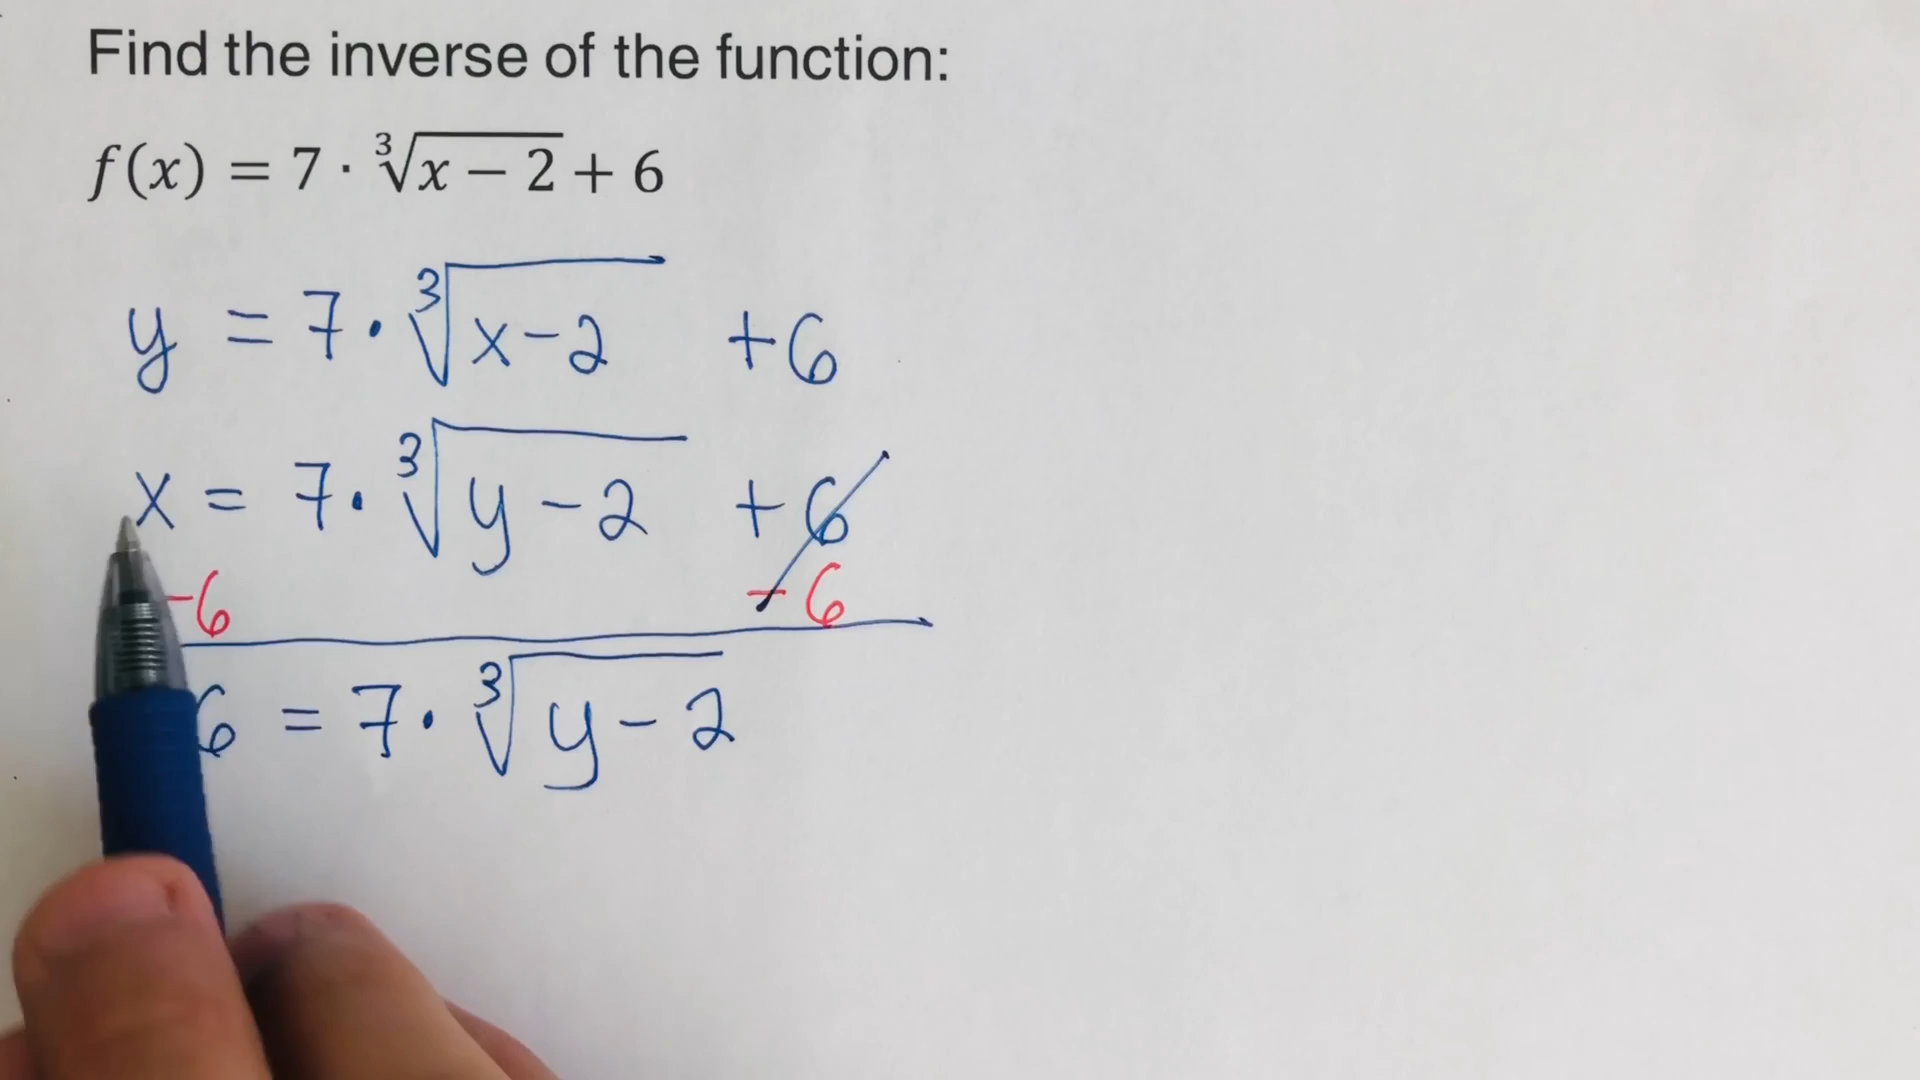 Find the inverse of the function:
f(x) = 7 · ∛(x − 2) + 6
y = 7 · ∛(x − 2) + 6
x = 7 · ∛(y − 2) + 6
−6 − 6
6 = 7 · ∛(y − 2)